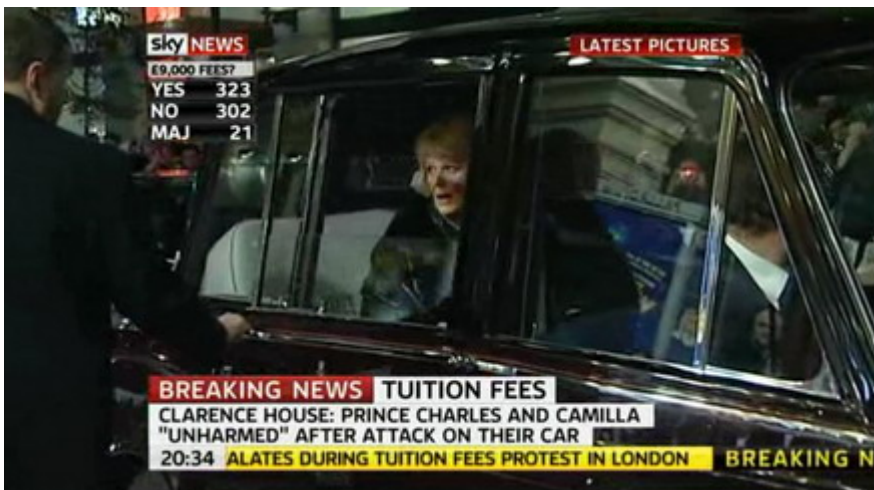 sky NEWS
LATEST PICTURES
£9,000 FEES?
YES 323
NO 302
MAJ 21
BREAKING NEWS TUITION FEES
CLARENCE HOUSE: PRINCE CHARLES AND CAMILLA
"UNHARMED" AFTER ATTACK ON THEIR CAR
20:34 ALATES DURING TUITION FEES PROTEST IN LONDON BREAKING N